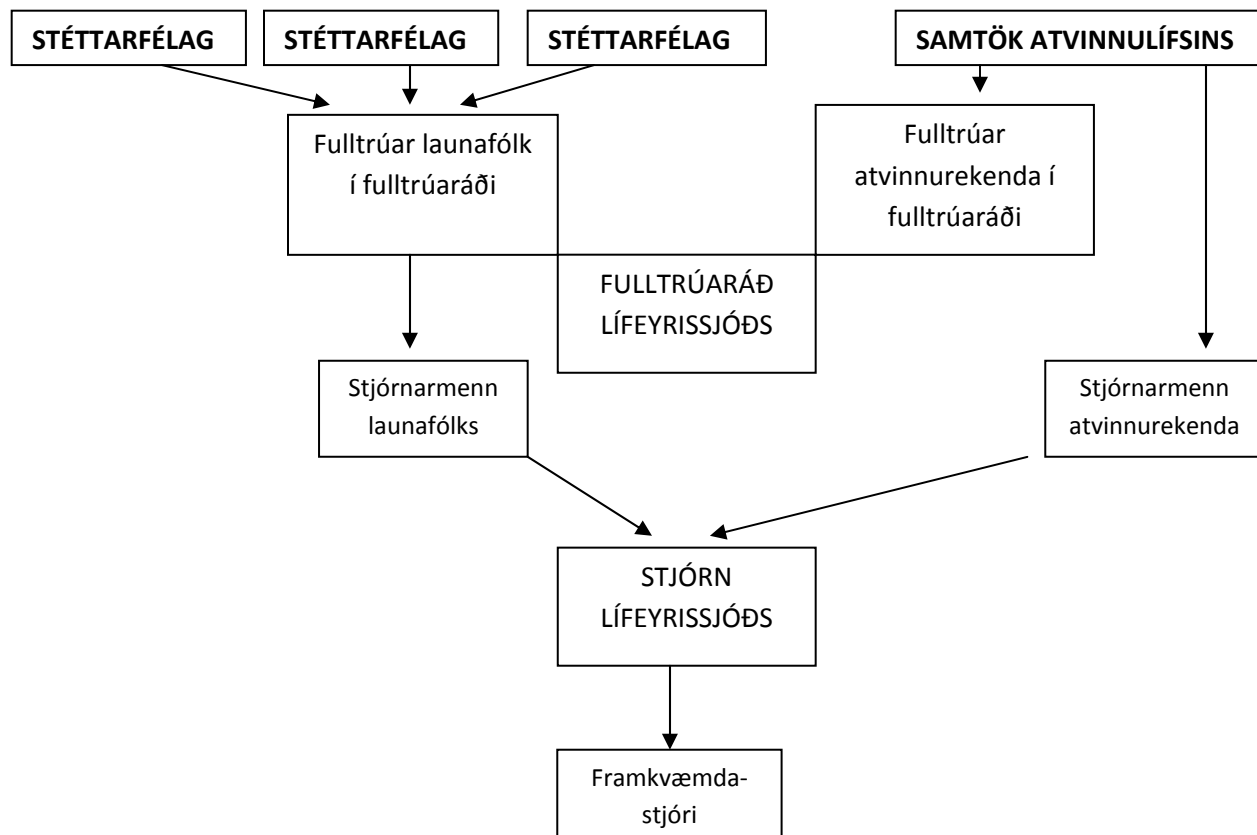 STÉTTARFÉLAG
STÉTTARFÉLAG
STÉTTARFÉLAG
SAMTÖK ATVINNULÍFSINS
Fulltrúar launafólk
í fulltrúaráði
Fulltrúar
atvinnurekenda í
fulltrúaráði
FULLTRÚARÁÐ
LÍFEYRISSJÓÐS
Stjórnarmenn
launafólks
Stjórnarmenn
atvinnurekenda
STJÓRN
LÍFEYRISSJÓÐS
Framkvæmda-
stjóri